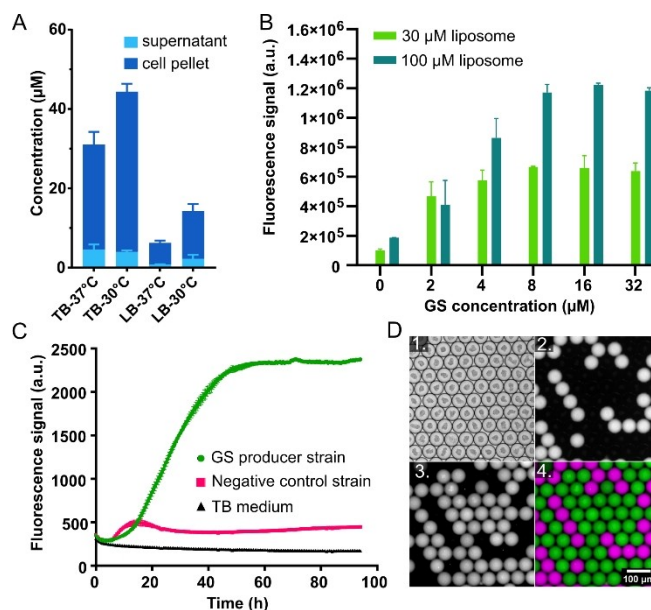 A
supernatant
cell pellet
Concentration (µM)
60
40
20
0
TB-37°C
TB-30°C
LB-37°C
LB-30°C
B
30 µM liposome
100 µM liposome
Fluorescence signal (a.u.)
1.4×10⁶
1.2×10⁶
1×10⁶
8×10⁵
6×10⁵
4×10⁵
2×10⁵
0
0 2 4 8 16 32
GS concentration (µM)
C
Fluorescence signal (a.u.)
2500
2000
1500
1000
500
0
GS producer strain
Negative control strain
TB medium
0 20 40 60 80 100
Time (h)
D
1.
2.
3.
4.
100 µm